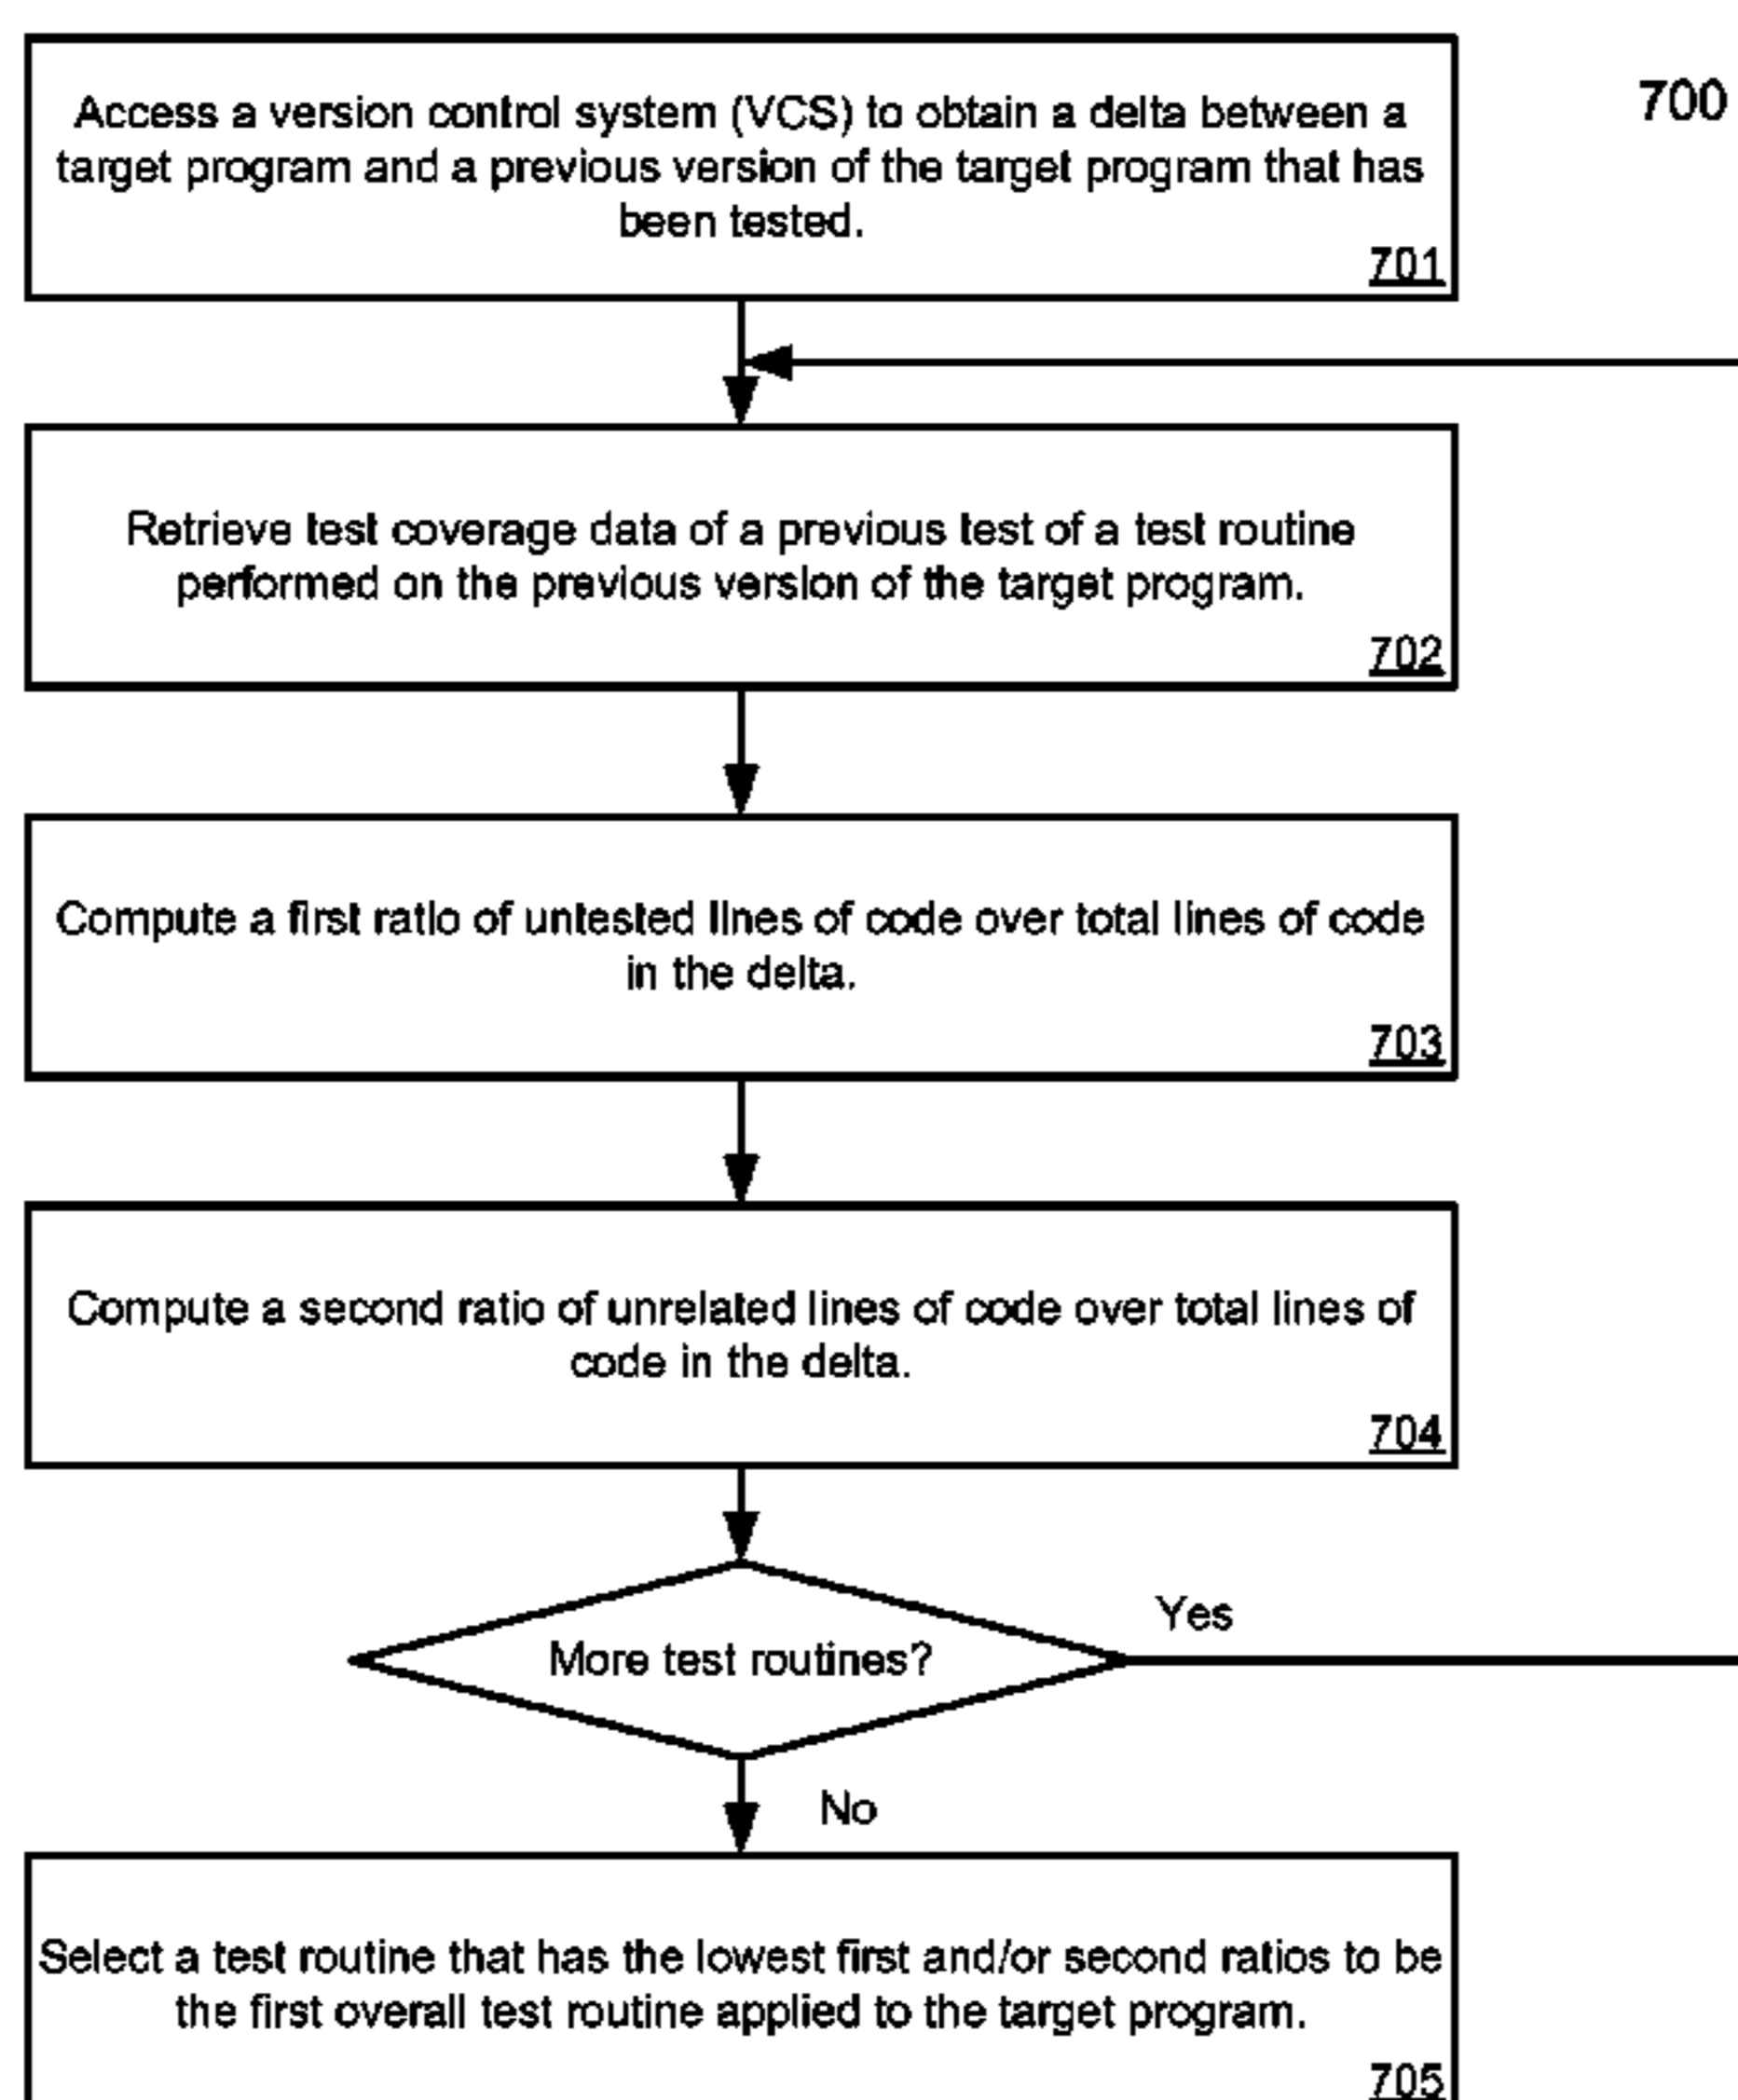 700
Access a version control system (VCS) to obtain a delta between a
target program and a previous version of the target program that has
been tested.
701
Retrieve test coverage data of a previous test of a test routine
performed on the previous version of the target program.
702
Compute a first ratio of untested lines of code over total lines of code
in the delta.
703
Compute a second ratio of unrelated lines of code over total lines of
code in the delta.
704
More test routines?
Yes
No
Select a test routine that has the lowest first and/or second ratios to be
the first overall test routine applied to the target program.
705